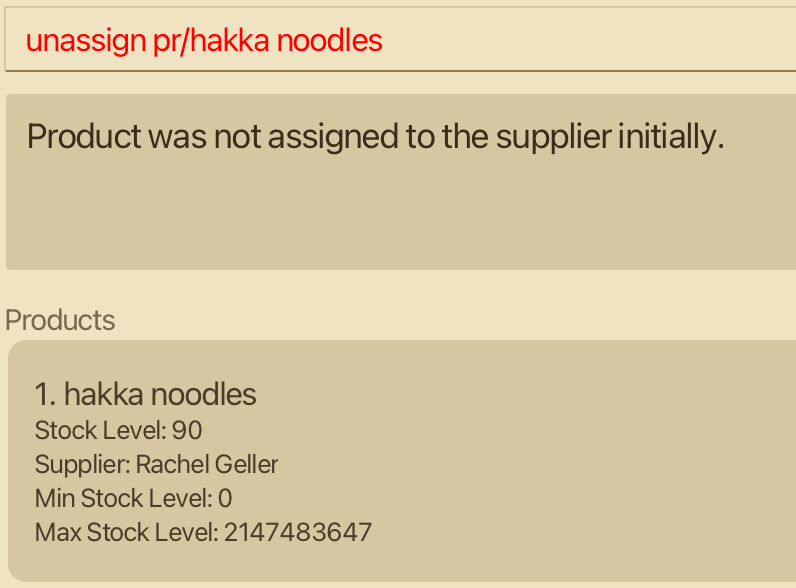 unassign pr/hakka noodles
Product was not assigned to the supplier initially.
Products
1. hakka noodles
Stock Level: 90
Supplier: Rachel Geller
Min Stock Level: 0
Max Stock Level: 2147483647